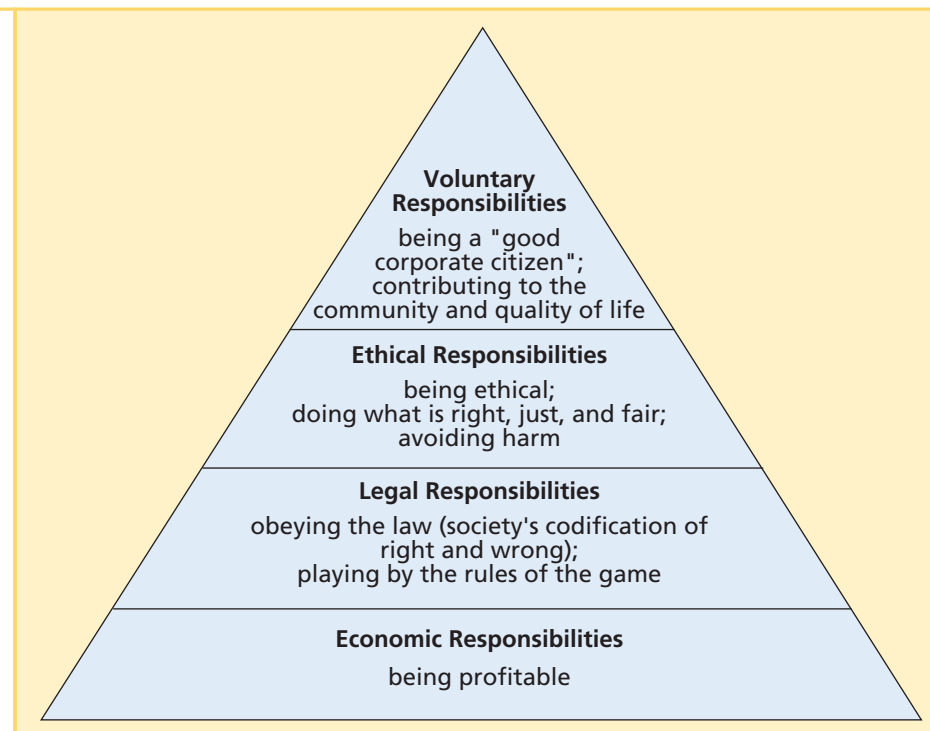 Voluntary
Responsibilities
being a "good
corporate citizen";
contributing to the
community and quality of life
Ethical Responsibilities
being ethical;
doing what is right, just, and fair;
avoiding harm
Legal Responsibilities
obeying the law (society's codification of
right and wrong);
playing by the rules of the game
Economic Responsibilities
being profitable